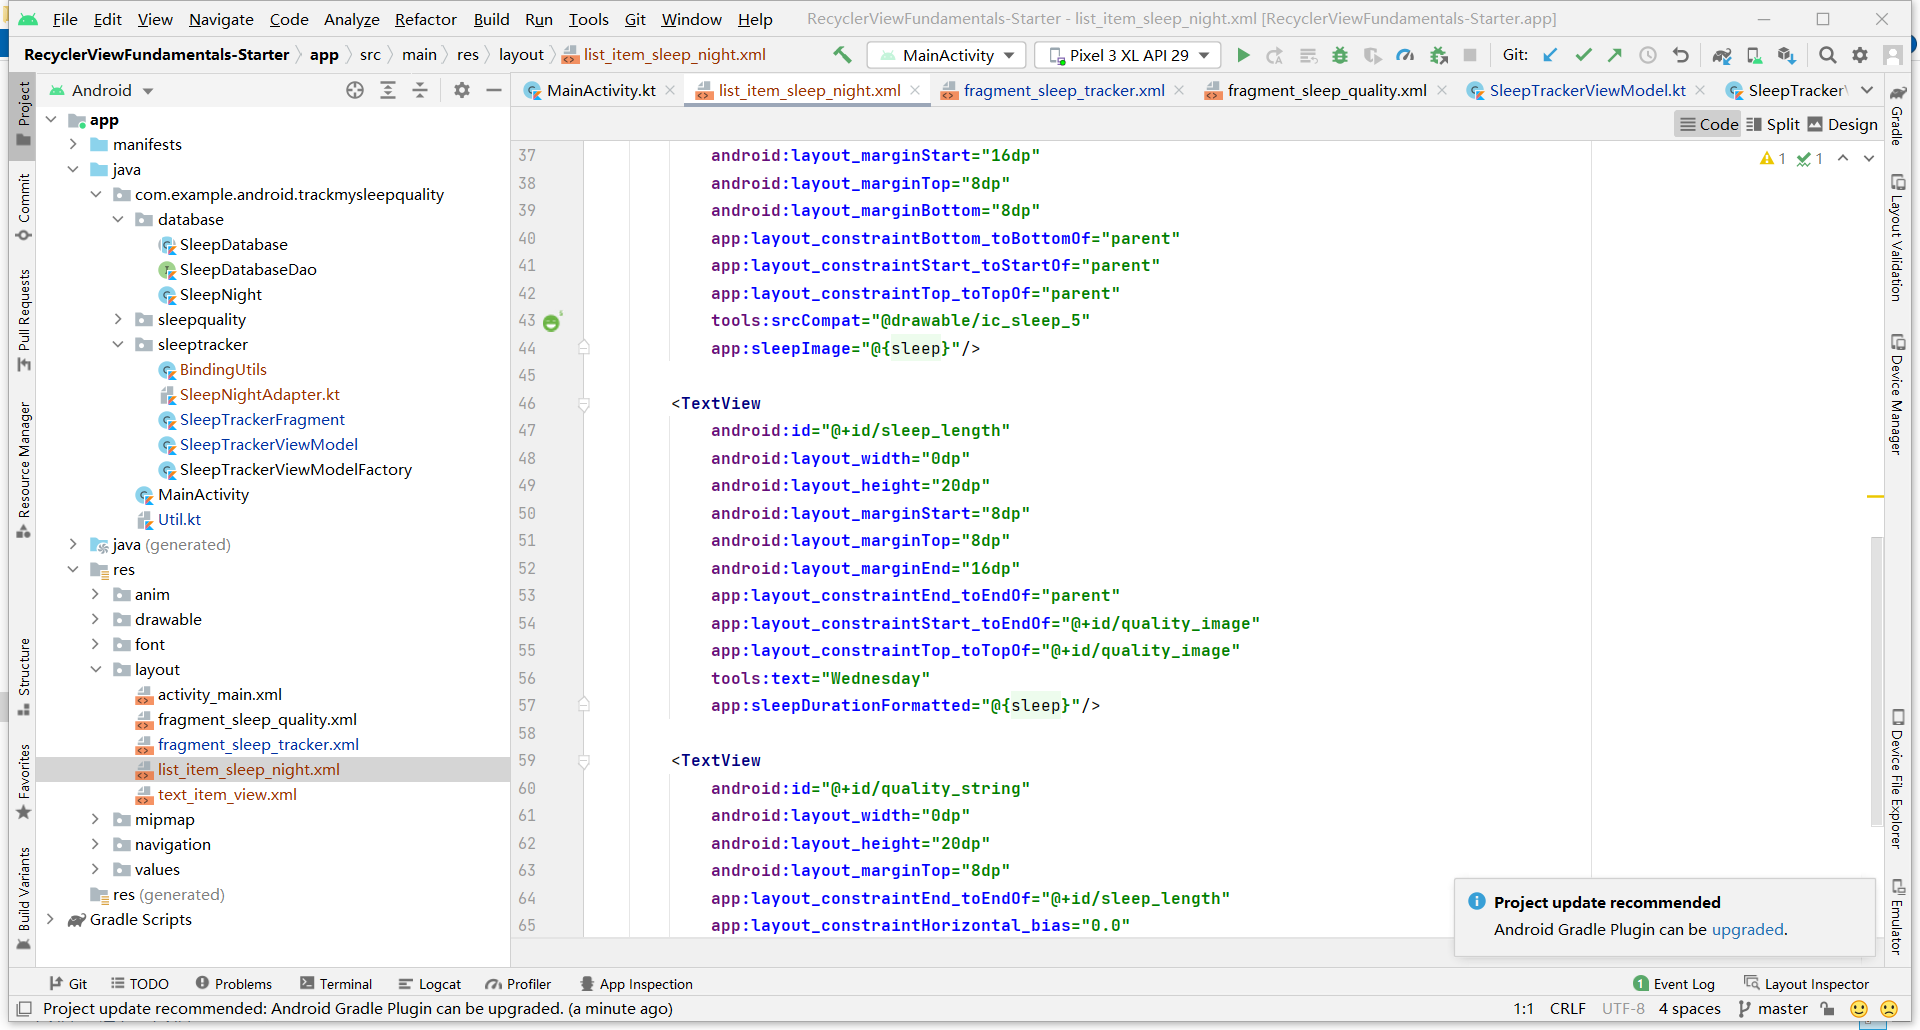 File Edit View Navigate Code Analyze Refactor Build Run Tools Git Window Help RecyclerViewFundamentals-Starter - list_item_sleep_night.xml [RecyclerViewFundamentals-Starter.app]
RecyclerViewFundamentals-Starter app src main res layout list_item_sleep_night.xml MainActivity Pixel 3 XL API 29 Git:
Android
MainActivity.kt list_item_sleep_night.xml fragment_sleep_tracker.xml fragment_sleep_quality.xml SleepTrackerViewModel.kt SleepTracker
Code Split Design
1 1
Project
Commit
Pull Requests
Resource Manager
Structure
Favorites
Build Variants
app
manifests
java
com.example.android.trackmysleepquality
database
SleepDatabase
SleepDatabaseDao
SleepNight
sleepquality
sleeptracker
BindingUtils
SleepNightAdapter.kt
SleepTrackerFragment
SleepTrackerViewModel
SleepTrackerViewModelFactory
MainActivity
Util.kt
java (generated)
res
anim
drawable
font
layout
activity_main.xml
fragment_sleep_quality.xml
fragment_sleep_tracker.xml
list_item_sleep_night.xml
text_item_view.xml
mipmap
navigation
values
res (generated)
Gradle Scripts
37 android:layout_marginStart="16dp"
38 android:layout_marginTop="8dp"
39 android:layout_marginBottom="8dp"
40 app:layout_constraintBottom_toBottomOf="parent"
41 app:layout_constraintStart_toStartOf="parent"
42 app:layout_constraintTop_toTopOf="parent"
43 tools:srcCompat="@drawable/ic_sleep_5"
44 app:sleepImage="@{sleep}"/>
45
46 <TextView
47 android:id="@+id/sleep_length"
48 android:layout_width="0dp"
49 android:layout_height="20dp"
50 android:layout_marginStart="8dp"
51 android:layout_marginTop="8dp"
52 android:layout_marginEnd="16dp"
53 app:layout_constraintEnd_toEndOf="parent"
54 app:layout_constraintStart_toEndOf="@+id/quality_image"
55 app:layout_constraintTop_toTopOf="@+id/quality_image"
56 tools:text="Wednesday"
57 app:sleepDurationFormatted="@{sleep}"/>
58
59 <TextView
60 android:id="@+id/quality_string"
61 android:layout_width="0dp"
62 android:layout_height="20dp"
63 android:layout_marginTop="8dp"
64 app:layout_constraintEnd_toEndOf="@+id/sleep_length"
65 app:layout_constraintHorizontal_bias="0.0"
Gradle
Layout Validation
Device Manager
Device File Explorer
Emulator
Project update recommended
Android Gradle Plugin can be upgraded.
Git TODO Problems Terminal Logcat Profiler App Inspection 1 Event Log Layout Inspector
Project update recommended: Android Gradle Plugin can be upgraded. (a minute ago) 1:1 CRLF UTF-8 4 spaces master